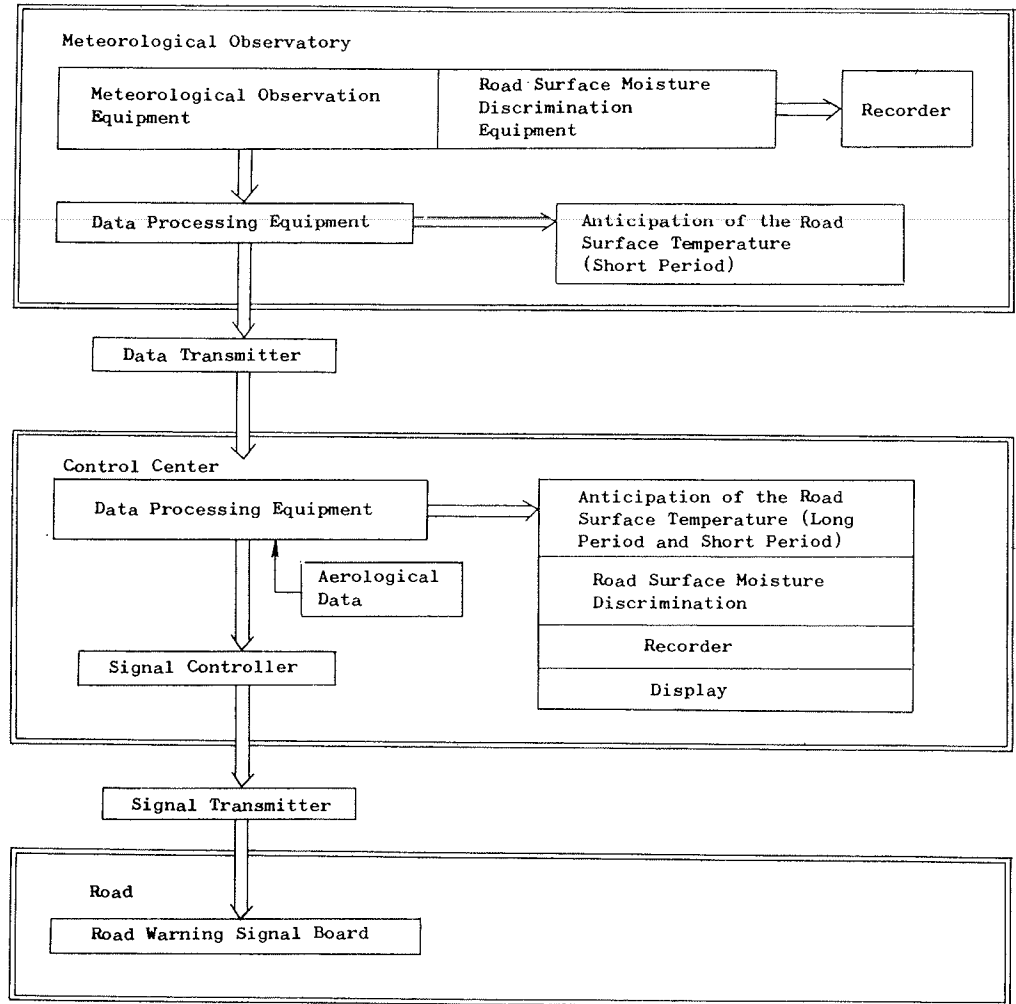 Meteorological Observatory
Meteorological Observation
Equipment
Road Surface Moisture
Discrimination
Equipment
Recorder
Data Processing Equipment
Anticipation of the Road
Surface Temperature
(Short Period)
Data Transmitter
Control Center
Data Processing Equipment
Anticipation of the Road
Surface Temperature (Long
Period and Short Period)
Aerological
Data
Road Surface Moisture
Discrimination
Recorder
Signal Controller
Display
Signal Transmitter
Road
Road Warning Signal Board